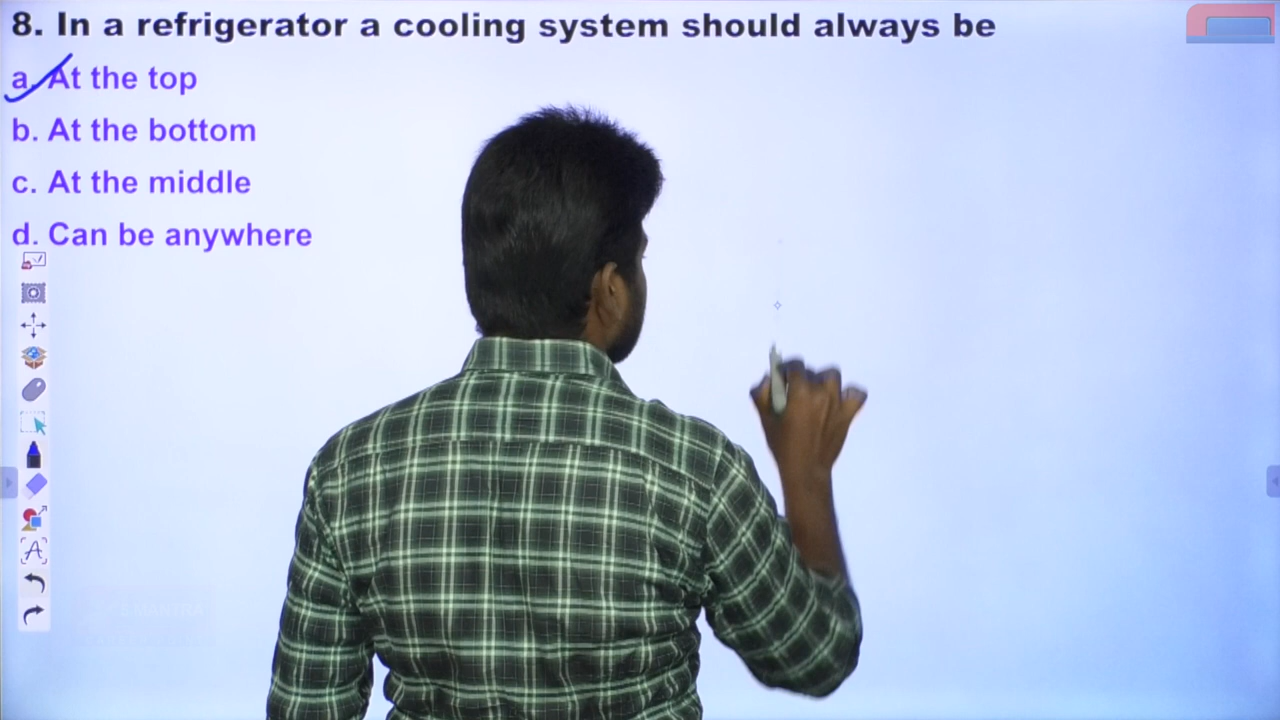 8. In a refrigerator a cooling system should always be
a. At the top
b. At the bottom
c. At the middle
d. Can be anywhere